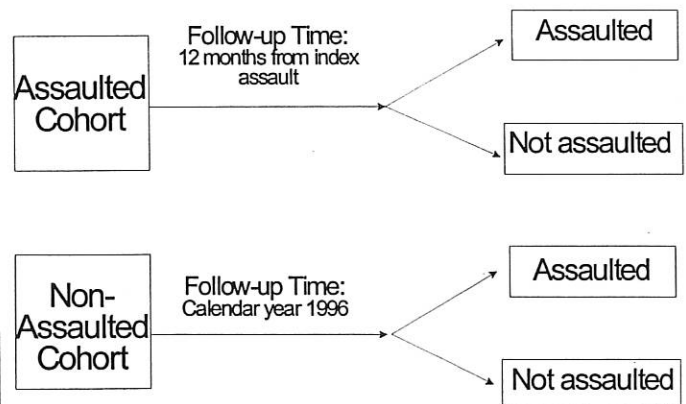 Assaulted
Cohort
Follow-up Time:
12 months from index
assault
Assaulted
Not assaulted
Non-
Assaulted
Cohort
Follow-up Time:
Calendar year 1996
Assaulted
Not assaulted